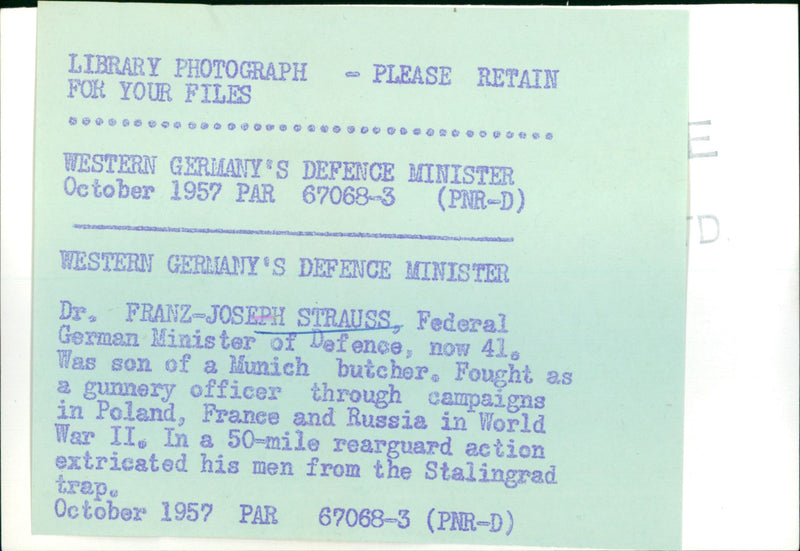 LIBRARY PHOTOGRAPH - PLEASE RETAIN
FOR YOUR FILES
WESTERN GERMANY'S DEFENCE MINISTER
October 1957 PAR 67068-3 (PNR-D)
WESTERN GERMANY'S DEFENCE MINISTER
Dr. FRANZ-JOSEPH STRAUSS, Federal
German Minister of Defence, now 41.
Was son of a Munich butcher. Fought as
a gunnery officer through campaigns
in Poland, France and Russia in World
War II. In a 50-mile rearguard action
extricated his men from the Stalingrad
trap.
October 1957 PAR 67068-3 (PNR-D)